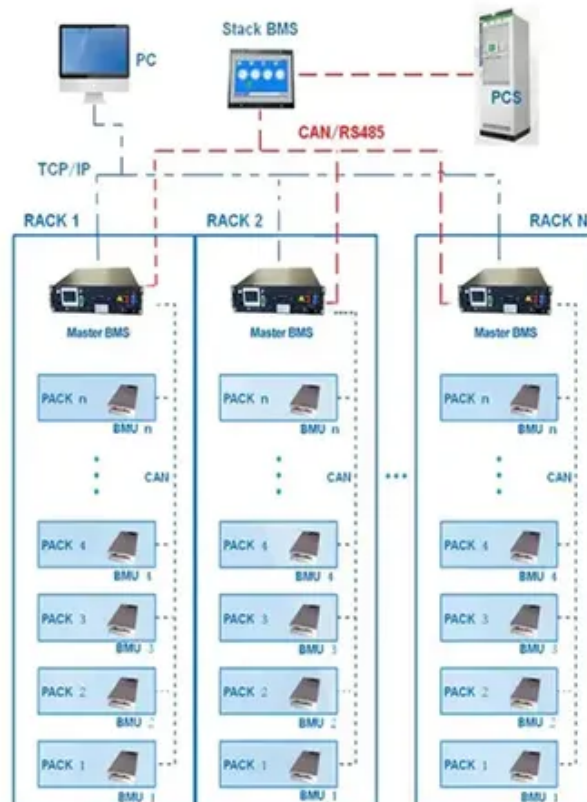 Stack BMS
PC
PCS
CAN/RS485
TCP/IP
RACK 1
RACK 2
RACK N
Master BMS
Master BMS
Master BMS
PACK n
PACK n
PACK n
BMU n
BMU n
BMU n
CAN
CAN
CAN
PACK 4
PACK 4
PACK 4
BMU 4
BMU 4
BMU 4
PACK 3
PACK 3
PACK 3
BMU 3
BMU 3
BMU 3
PACK 2
PACK 2
PACK 2
BMU 2
BMU 2
BMU 2
PACK 1
PACK 1
PACK 1
BMU 1
BMU 1
BMU 1